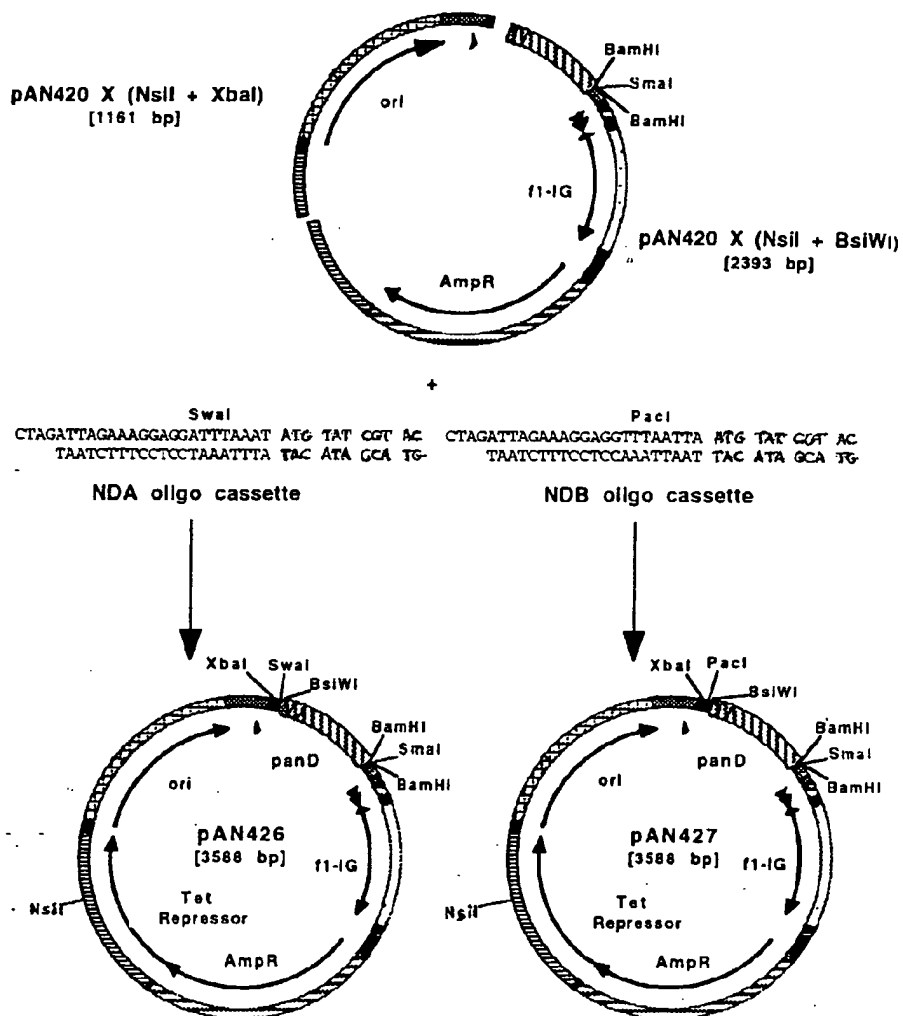 BamHI
SmaI
BamHI
pAN420 X (NsiI + XbaI)
[1161 bp]
ori
f1-IG
pAN420 X (NsiI + BsiWI)
[2393 bp]
AmpR
+
SwaI
CTAGATTAGAAAGGAGGATTTAAAT ATG TAT CGT AC
TAATCTTTCCTCCTAAATTTA TAC ATA GCA TG
NDA oligo cassette
PacI
CTAGATTAGAAAGGAGGTTTAATTA ATG TAT CGT AC
TAATCTTTCCTCCAAATTAAT TAC ATA GCA TG
NDB oligo cassette
XbaI
SwaI
BsiWI
BamHI
SmaI
BamHI
panD
ori
pAN426
[3588 bp]
f1-IG
NsiI
Tet
Repressor
AmpR
XbaI
PacI
BsiWI
BamHI
SmaI
BamHI
panD
ori
pAN427
[3588 bp]
f1-IG
NsiI
Tet
Repressor
AmpR